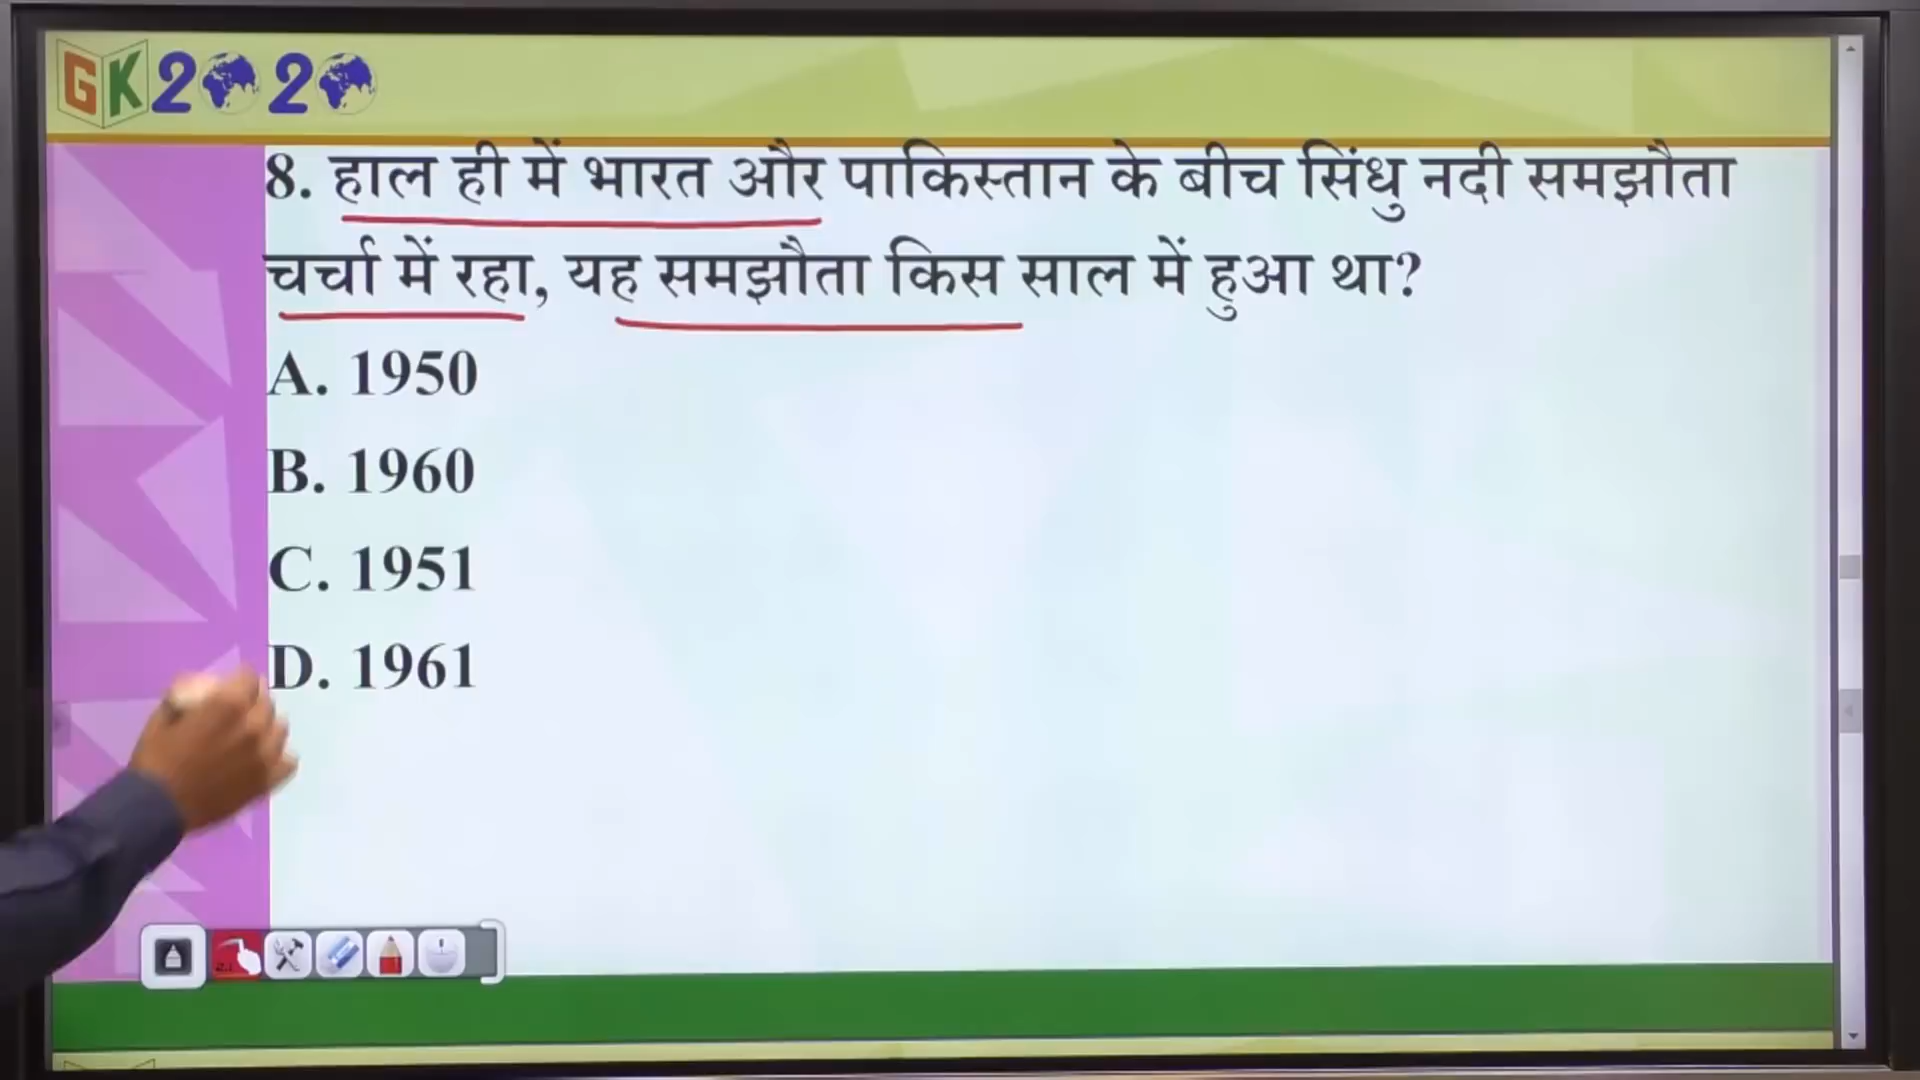 GK2020
8. हाल ही में भारत और पाकिस्तान के बीच सिंधु नदी समझौता
चर्चा में रहा, यह समझौता किस साल में हुआ था?
A. 1950
B. 1960
C. 1951
D. 1961